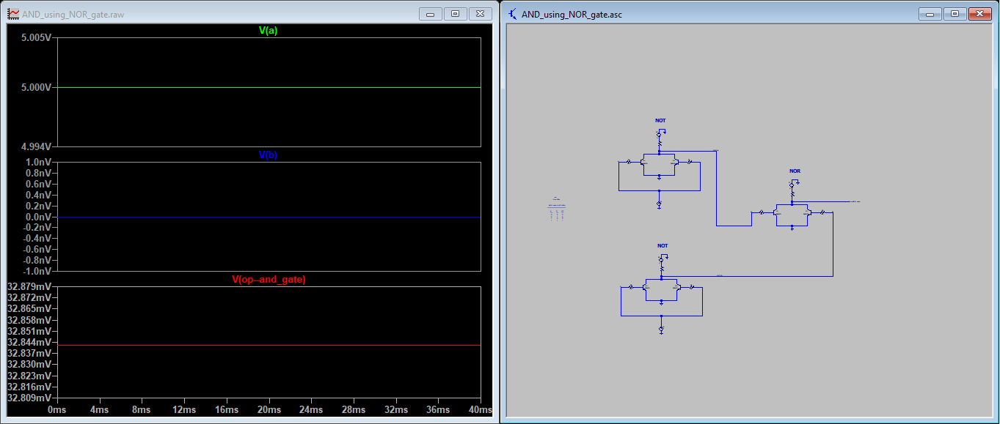 AND_using_NOR_gate.raw
V(a)
5.005V
5.000V
4.994V
V(b)
1.0nV
0.8nV
0.6nV
0.4nV
0.2nV
0.0nV
-0.2nV
-0.4nV
-0.6nV
-0.8nV
-1.0nV
V(op--and_gate)
32.879mV
32.872mV
32.865mV
32.858mV
32.851mV
32.844mV
32.837mV
32.830mV
32.823mV
32.816mV
32.809mV
0ms 4ms 8ms 12ms 16ms 20ms 24ms 28ms 32ms 36ms 40ms
AND_using_NOR_gate.asc
NOT
NOR
NOT